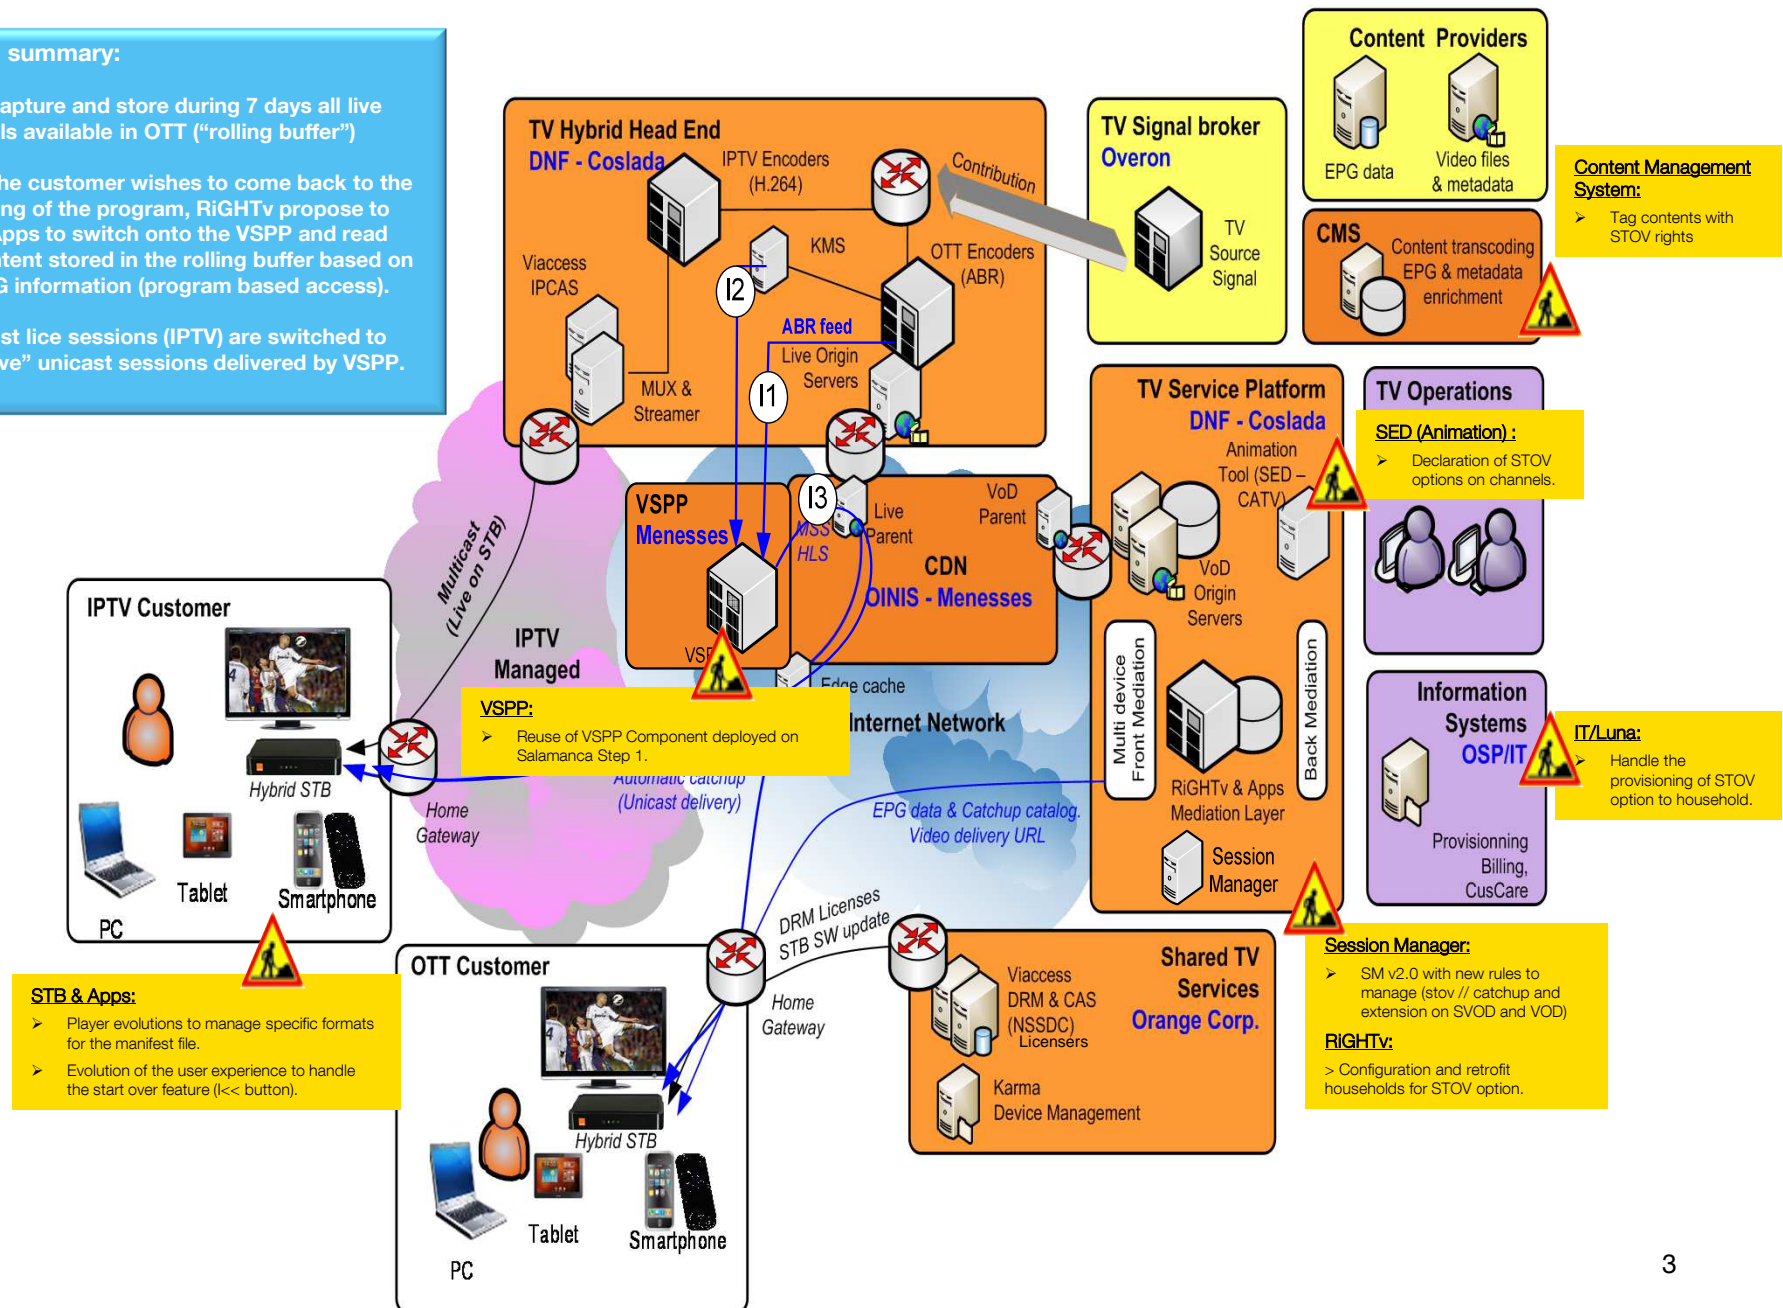 summary:
apture and store during 7 days all live
ls available in OTT (“rolling buffer”)
he customer wishes to come back to the
ng of the program, RiGHTv propose to
Apps to switch onto the VSPP and read
ntent stored in the rolling buffer based on
G information (program based access).
st lice sessions (IPTV) are switched to
ve” unicast sessions delivered by VSPP.
TV Hybrid Head End
DNF - Coslada
IPTV Encoders
(H.264)
KMS
Viaccess
IPCAS
I2
OTT Encoders
(ABR)
ABR feed
Live Origin
Servers
I1
MUX &
Streamer
Contribution
TV Signal broker
Overon
TV
Source
Signal
Content Providers
EPG data
Video files
& metadata
CMS
Content transcoding
EPG & metadata
enrichment
Content Management
System:
➢ Tag contents with
STOV rights
TV Service Platform
DNF - Coslada
Animation
Tool (SED –
CATV)
VoD
Origin
Servers
Multi device
Front Mediation
Back Mediation
RiGHTv & Apps
Mediation Layer
Session
Manager
TV Operations
SED (Animation) :
➢ Declaration of STOV
options on channels.
Information
Systems
OSP/IT
Provisionning
Billing,
CusCare
IT/Luna:
➢ Handle the
provisioning of STOV
option to household.
VSPP
Menesses
I3
MSS
HLS
Live
Parent
VoD
Parent
CDN
OINIS - Menesses
Edge cache
Internet Network
Multicast
(Live on STB)
IPTV
Managed
VSPP:
➢ Reuse of VSPP Component deployed on
Salamanca Step 1.
Automatic catchup
(Unicast delivery)
EPG data & Catchup catalog.
Video delivery URL
IPTV Customer
Hybrid STB
Home
Gateway
Tablet
Smartphone
PC
STB & Apps:
➢ Player evolutions to manage specific formats
for the manifest file.
➢ Evolution of the user experience to handle
the start over feature (I<< button).
OTT Customer
Hybrid STB
Tablet
Smartphone
PC
DRM Licenses
STB SW update
Home
Gateway
Shared TV
Services
Orange Corp.
Viaccess
DRM & CAS
(NSSDC)
Licensers
Karma
Device Management
Session Manager:
➢ SM v2.0 with new rules to
manage (stov // catchup and
extension on SVOD and VOD)
RiGHTv:
> Configuration and retrofit
households for STOV option.
3